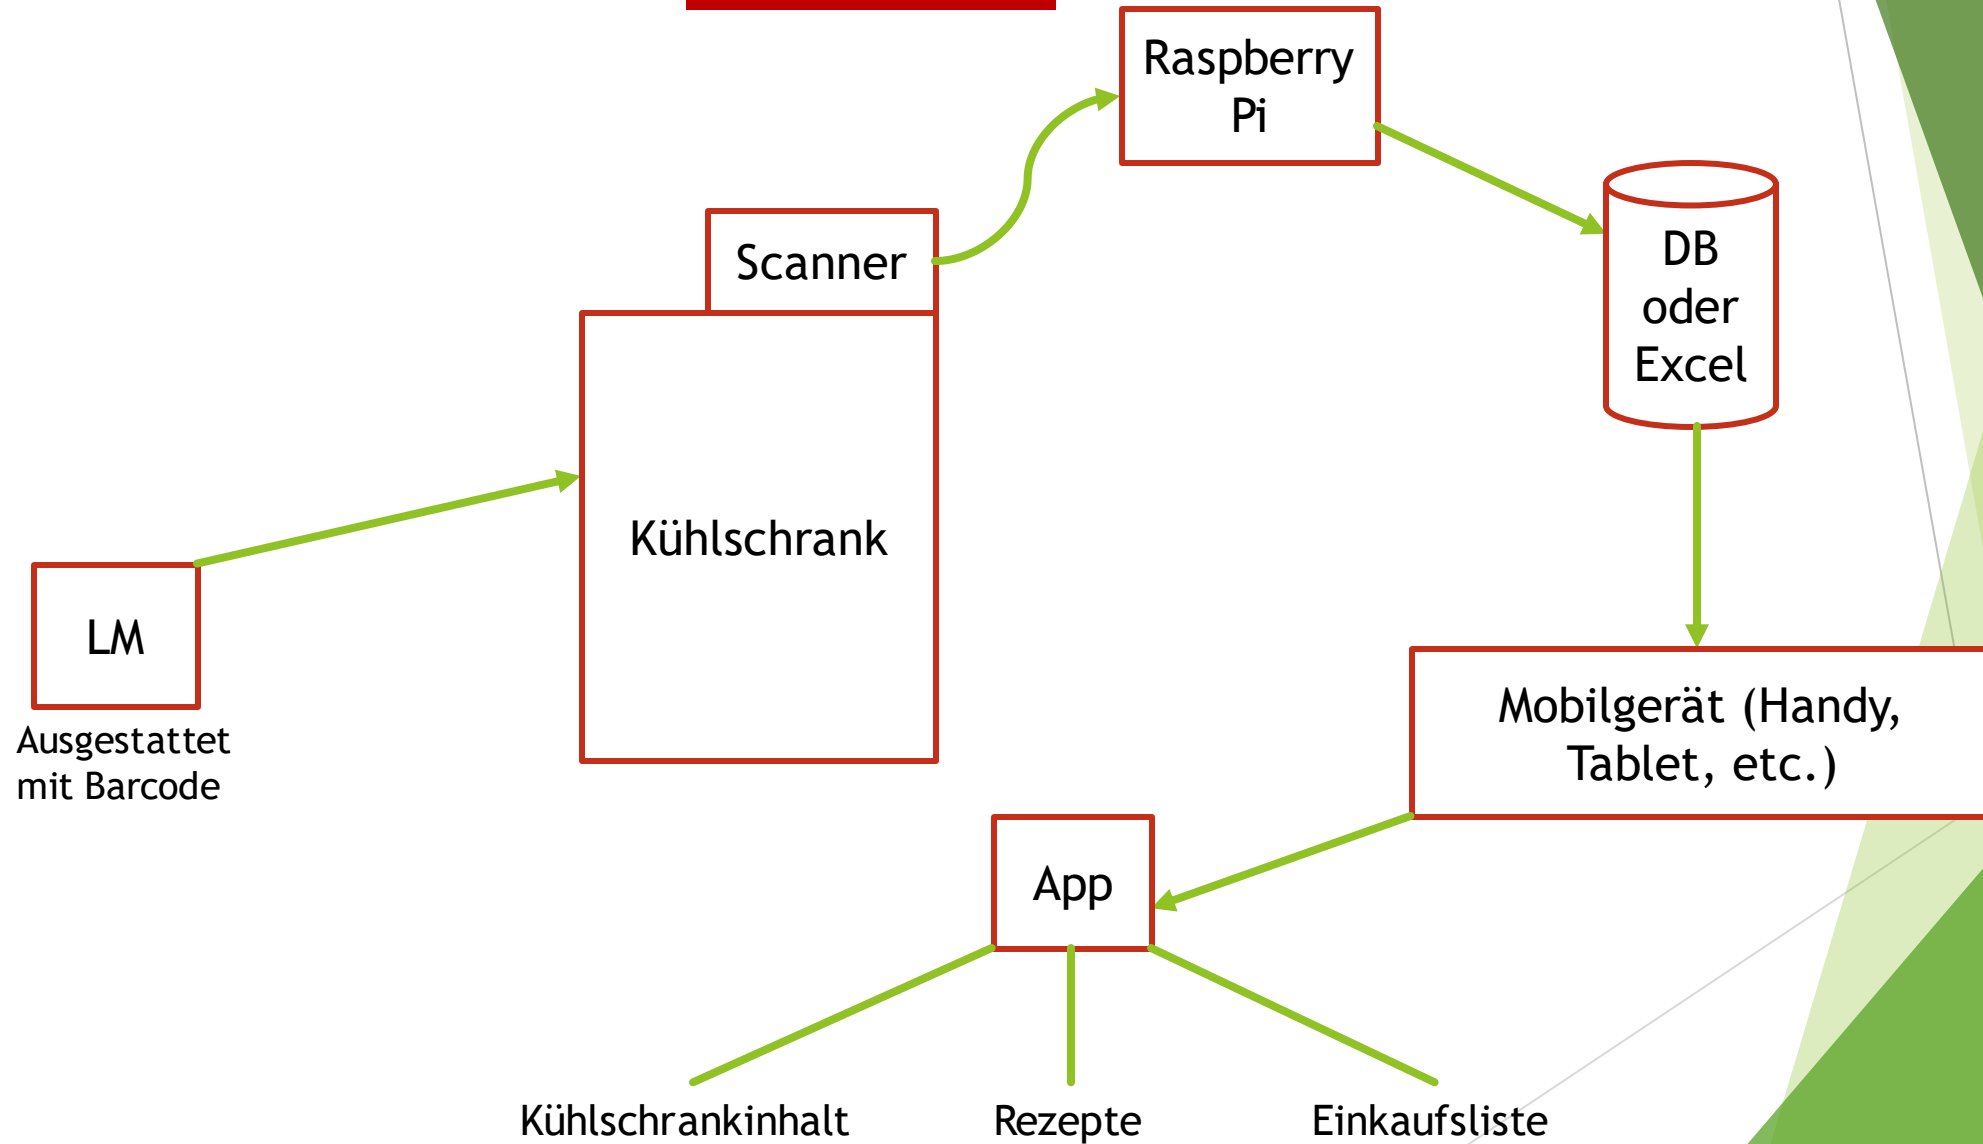 Raspberry
Pi
Scanner
DB
oder
Excel
Kühlschrank
LM
Ausgestattet
mit Barcode
Mobilgerät (Handy,
Tablet, etc.)
App
Kühlschrankinhalt
Rezepte
Einkaufsliste